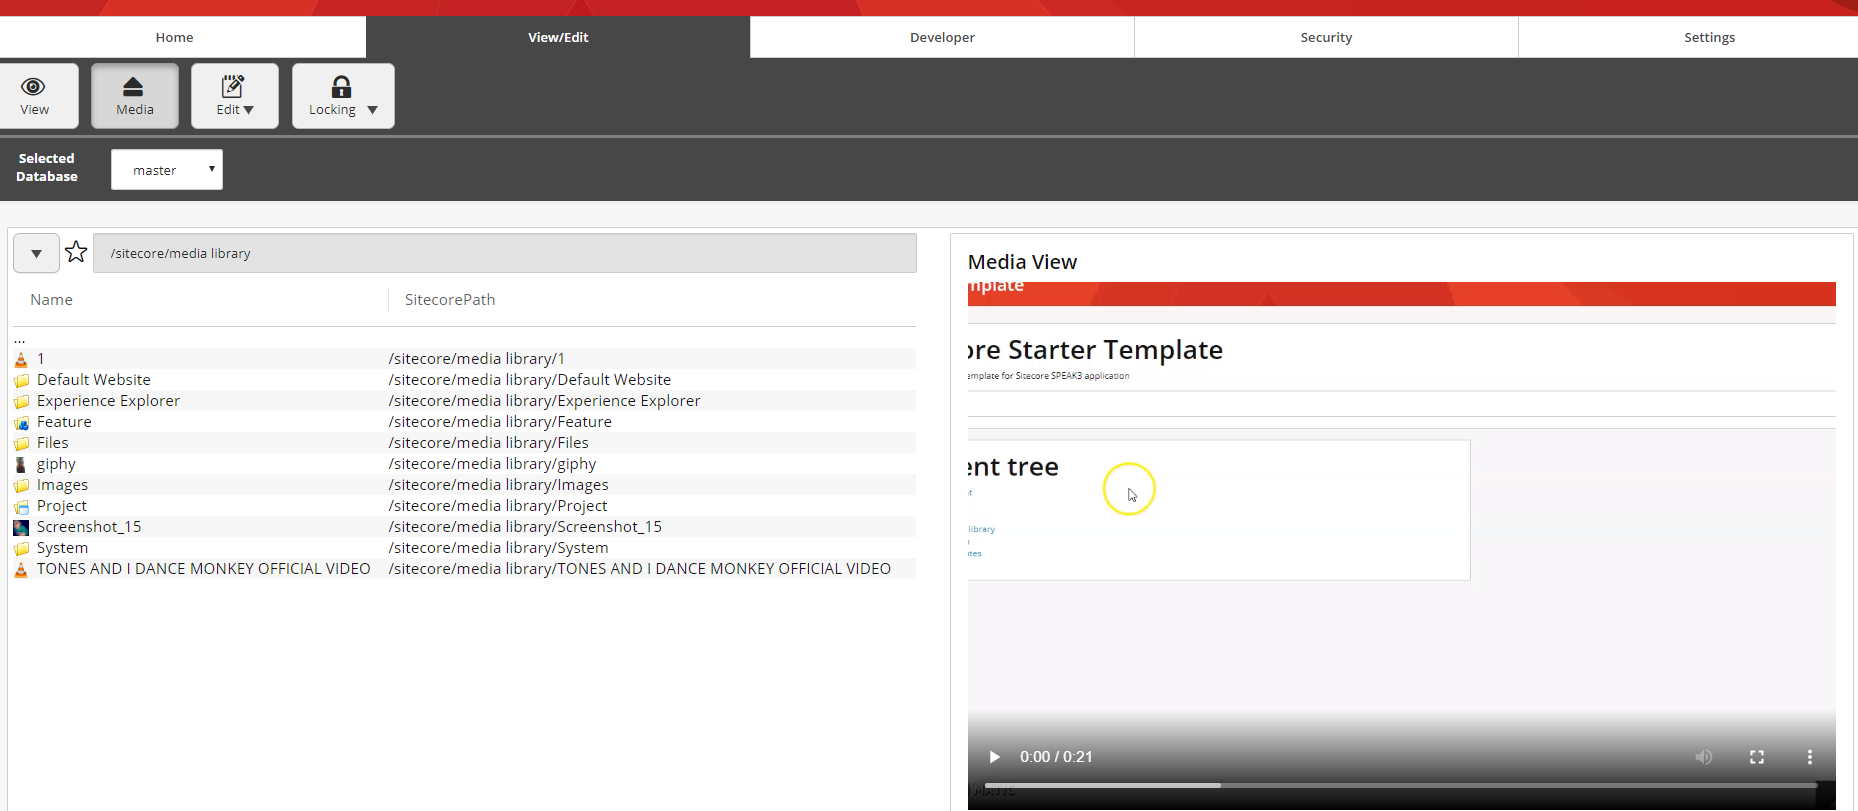 Home
View/Edit
Developer
Security
Settings
View
Media
Edit
Locking
Selected
Database
master
/sitecore/media library
Name
SitecorePath
...
1
/sitecore/media library/1
Default Website
/sitecore/media library/Default Website
Experience Explorer
/sitecore/media library/Experience Explorer
Feature
/sitecore/media library/Feature
Files
/sitecore/media library/Files
giphy
/sitecore/media library/giphy
Images
/sitecore/media library/Images
Project
/sitecore/media library/Project
Screenshot_15
/sitecore/media library/Screenshot_15
System
/sitecore/media library/System
TONES AND I DANCE MONKEY OFFICIAL VIDEO
/sitecore/media library/TONES AND I DANCE MONKEY OFFICIAL VIDEO
Media View
mplate
ore Starter Template
emplate for Sitecore SPEAK3 application
ent tree
library
0:00 / 0:21